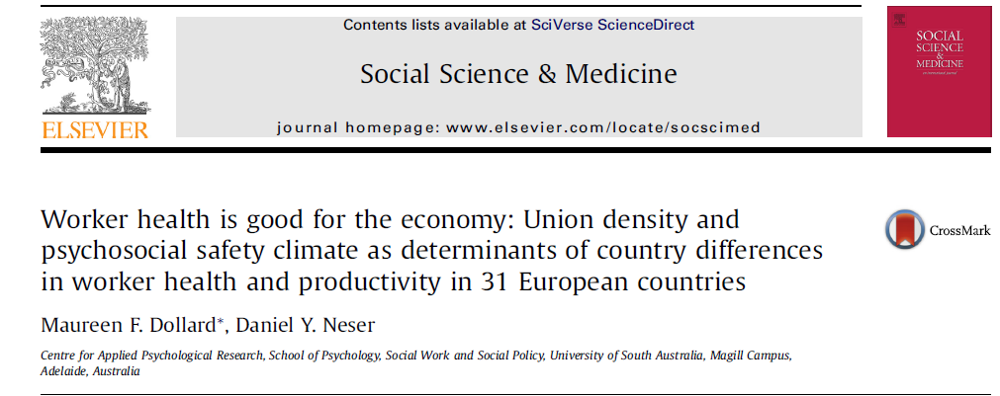 Contents lists available at SciVerse ScienceDirect
Social Science & Medicine
journal homepage: www.elsevier.com/locate/socscimed
ELSEVIER
SOCIAL
SCIENCE
&
MEDICINE
Worker health is good for the economy: Union density and
psychosocial safety climate as determinants of country differences
in worker health and productivity in 31 European countries
CrossMark
Maureen F. Dollard*, Daniel Y. Neser
Centre for Applied Psychological Research, School of Psychology, Social Work and Social Policy, University of South Australia, Magill Campus,
Adelaide, Australia